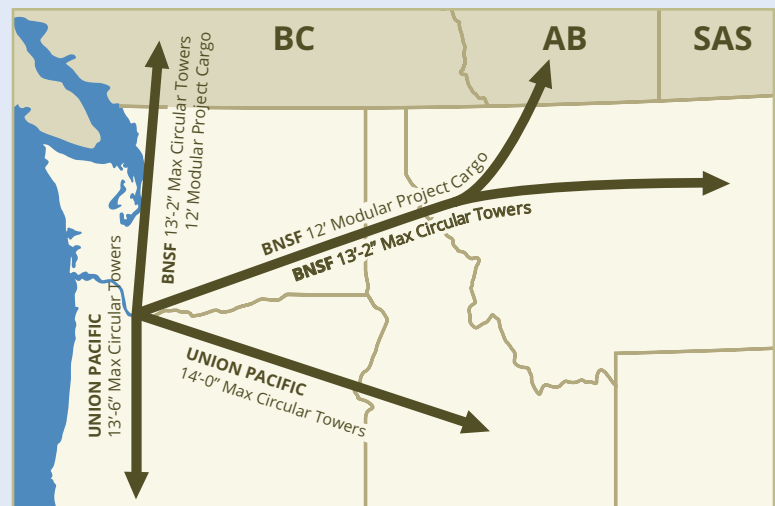 BC
AB
SAS
BNSF 13'-2" Max Circular Towers
12' Modular Project Cargo
BNSF 12' Modular Project Cargo
BNSF 13'-2" Max Circular Towers
UNION PACIFIC
13'-6" Max Circular Towers
UNION PACIFIC
14'-0" Max Circular Towers